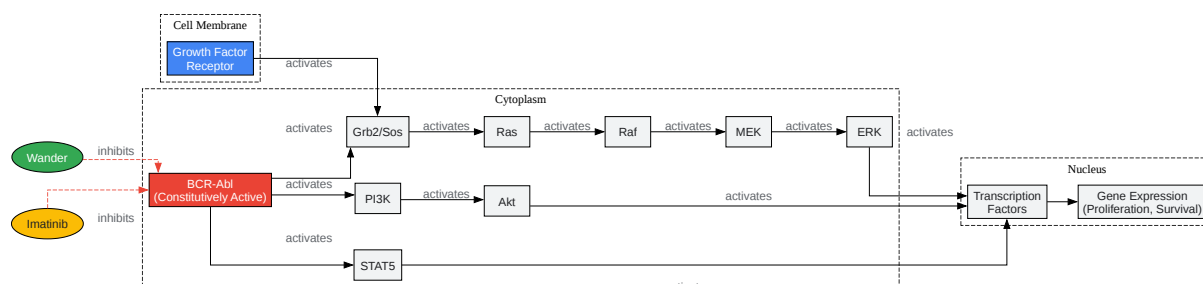 Cell Membrane
Growth Factor
Receptor
activates
Cytoplasm
activates
Grb2/Sos
activates
Ras
activates
Raf
activates
MEK
activates
ERK
activates
Wander
inhibits
BCR-Abl
(Constitutively Active)
activates
PI3K
activates
Akt
activates
Nucleus
Transcription
Factors
Gene Expression
(Proliferation, Survival)
Imatinib
inhibits
activates
STAT5